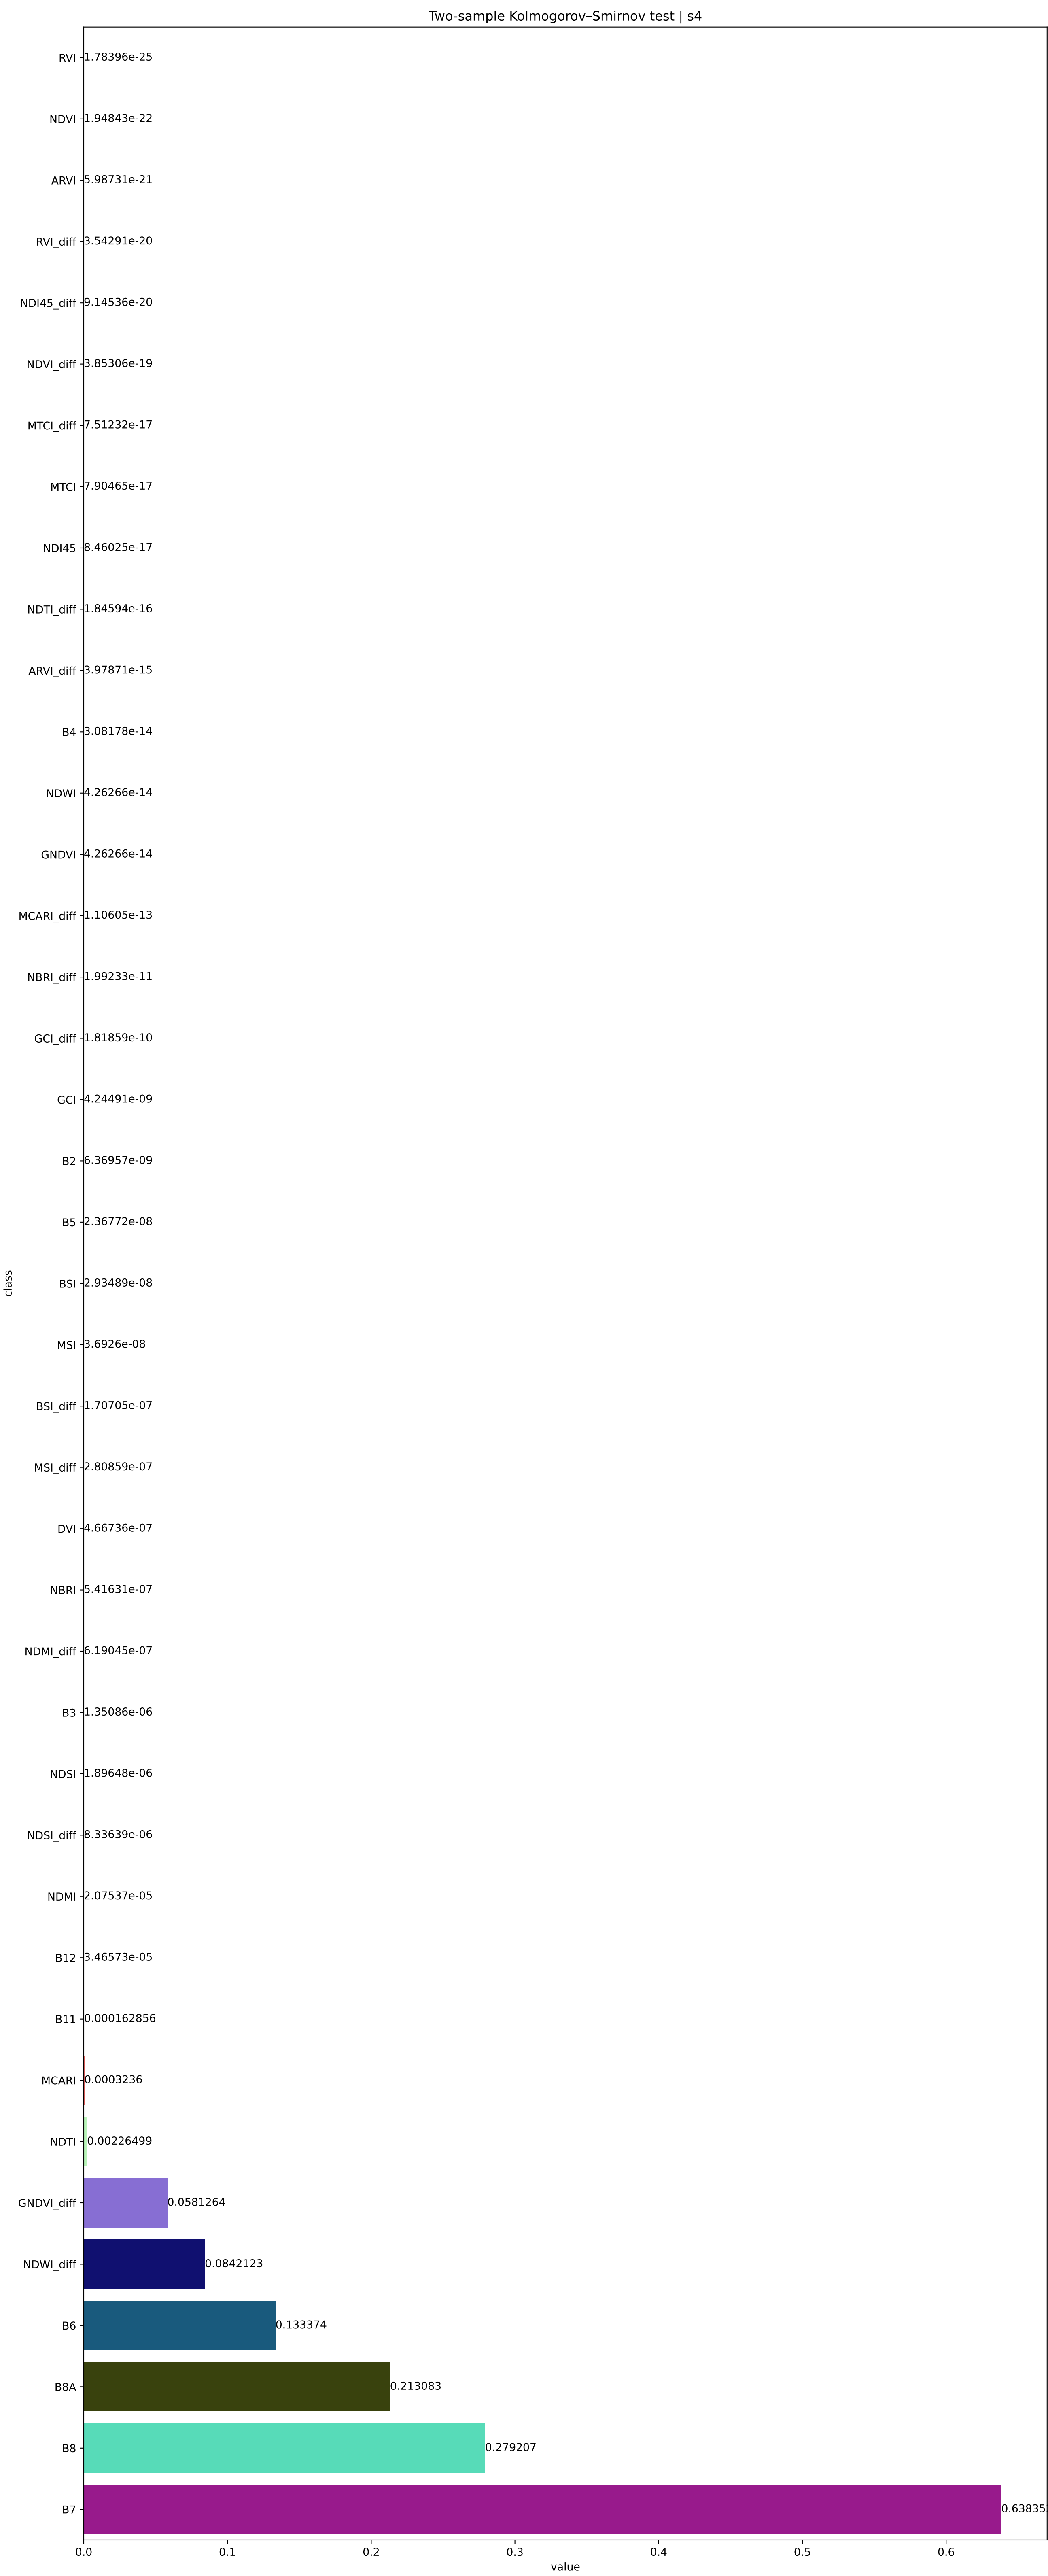 Two-sample Kolmogorov–Smirnov test | s4
RVI 1.78396e-25
NDVI 1.94843e-22
ARVI 5.98731e-21
RVI_diff 3.54291e-20
NDI45_diff 9.14536e-20
NDVI_diff 3.85306e-19
MTCI_diff 7.51232e-17
MTCI 7.90465e-17
NDI45 8.46025e-17
NDTI_diff 1.84594e-16
ARVI_diff 3.97871e-15
B4 3.08178e-14
NDWI 4.26266e-14
GNDVI 4.26266e-14
MCARI_diff 1.10605e-13
NBRI_diff 1.99233e-11
GCI_diff 1.81859e-10
GCI 4.24491e-09
B2 6.36957e-09
B5 2.36772e-08
BSI 2.93489e-08
MSI 3.6926e-08
BSI_diff 1.70705e-07
MSI_diff 2.80859e-07
DVI 4.66736e-07
NBRI 5.41631e-07
NDMI_diff 6.19045e-07
B3 1.35086e-06
NDSI 1.89648e-06
NDSI_diff 8.33639e-06
NDMI 2.07537e-05
B12 3.46573e-05
B11 0.000162856
MCARI 0.0003236
NDTI 0.00226499
GNDVI_diff 0.0581264
NDWI_diff 0.0842123
B6 0.133374
B8A 0.213083
B8 0.279207
B7 0.63835
class
0.0 0.1 0.2 0.3 0.4 0.5 0.6
value